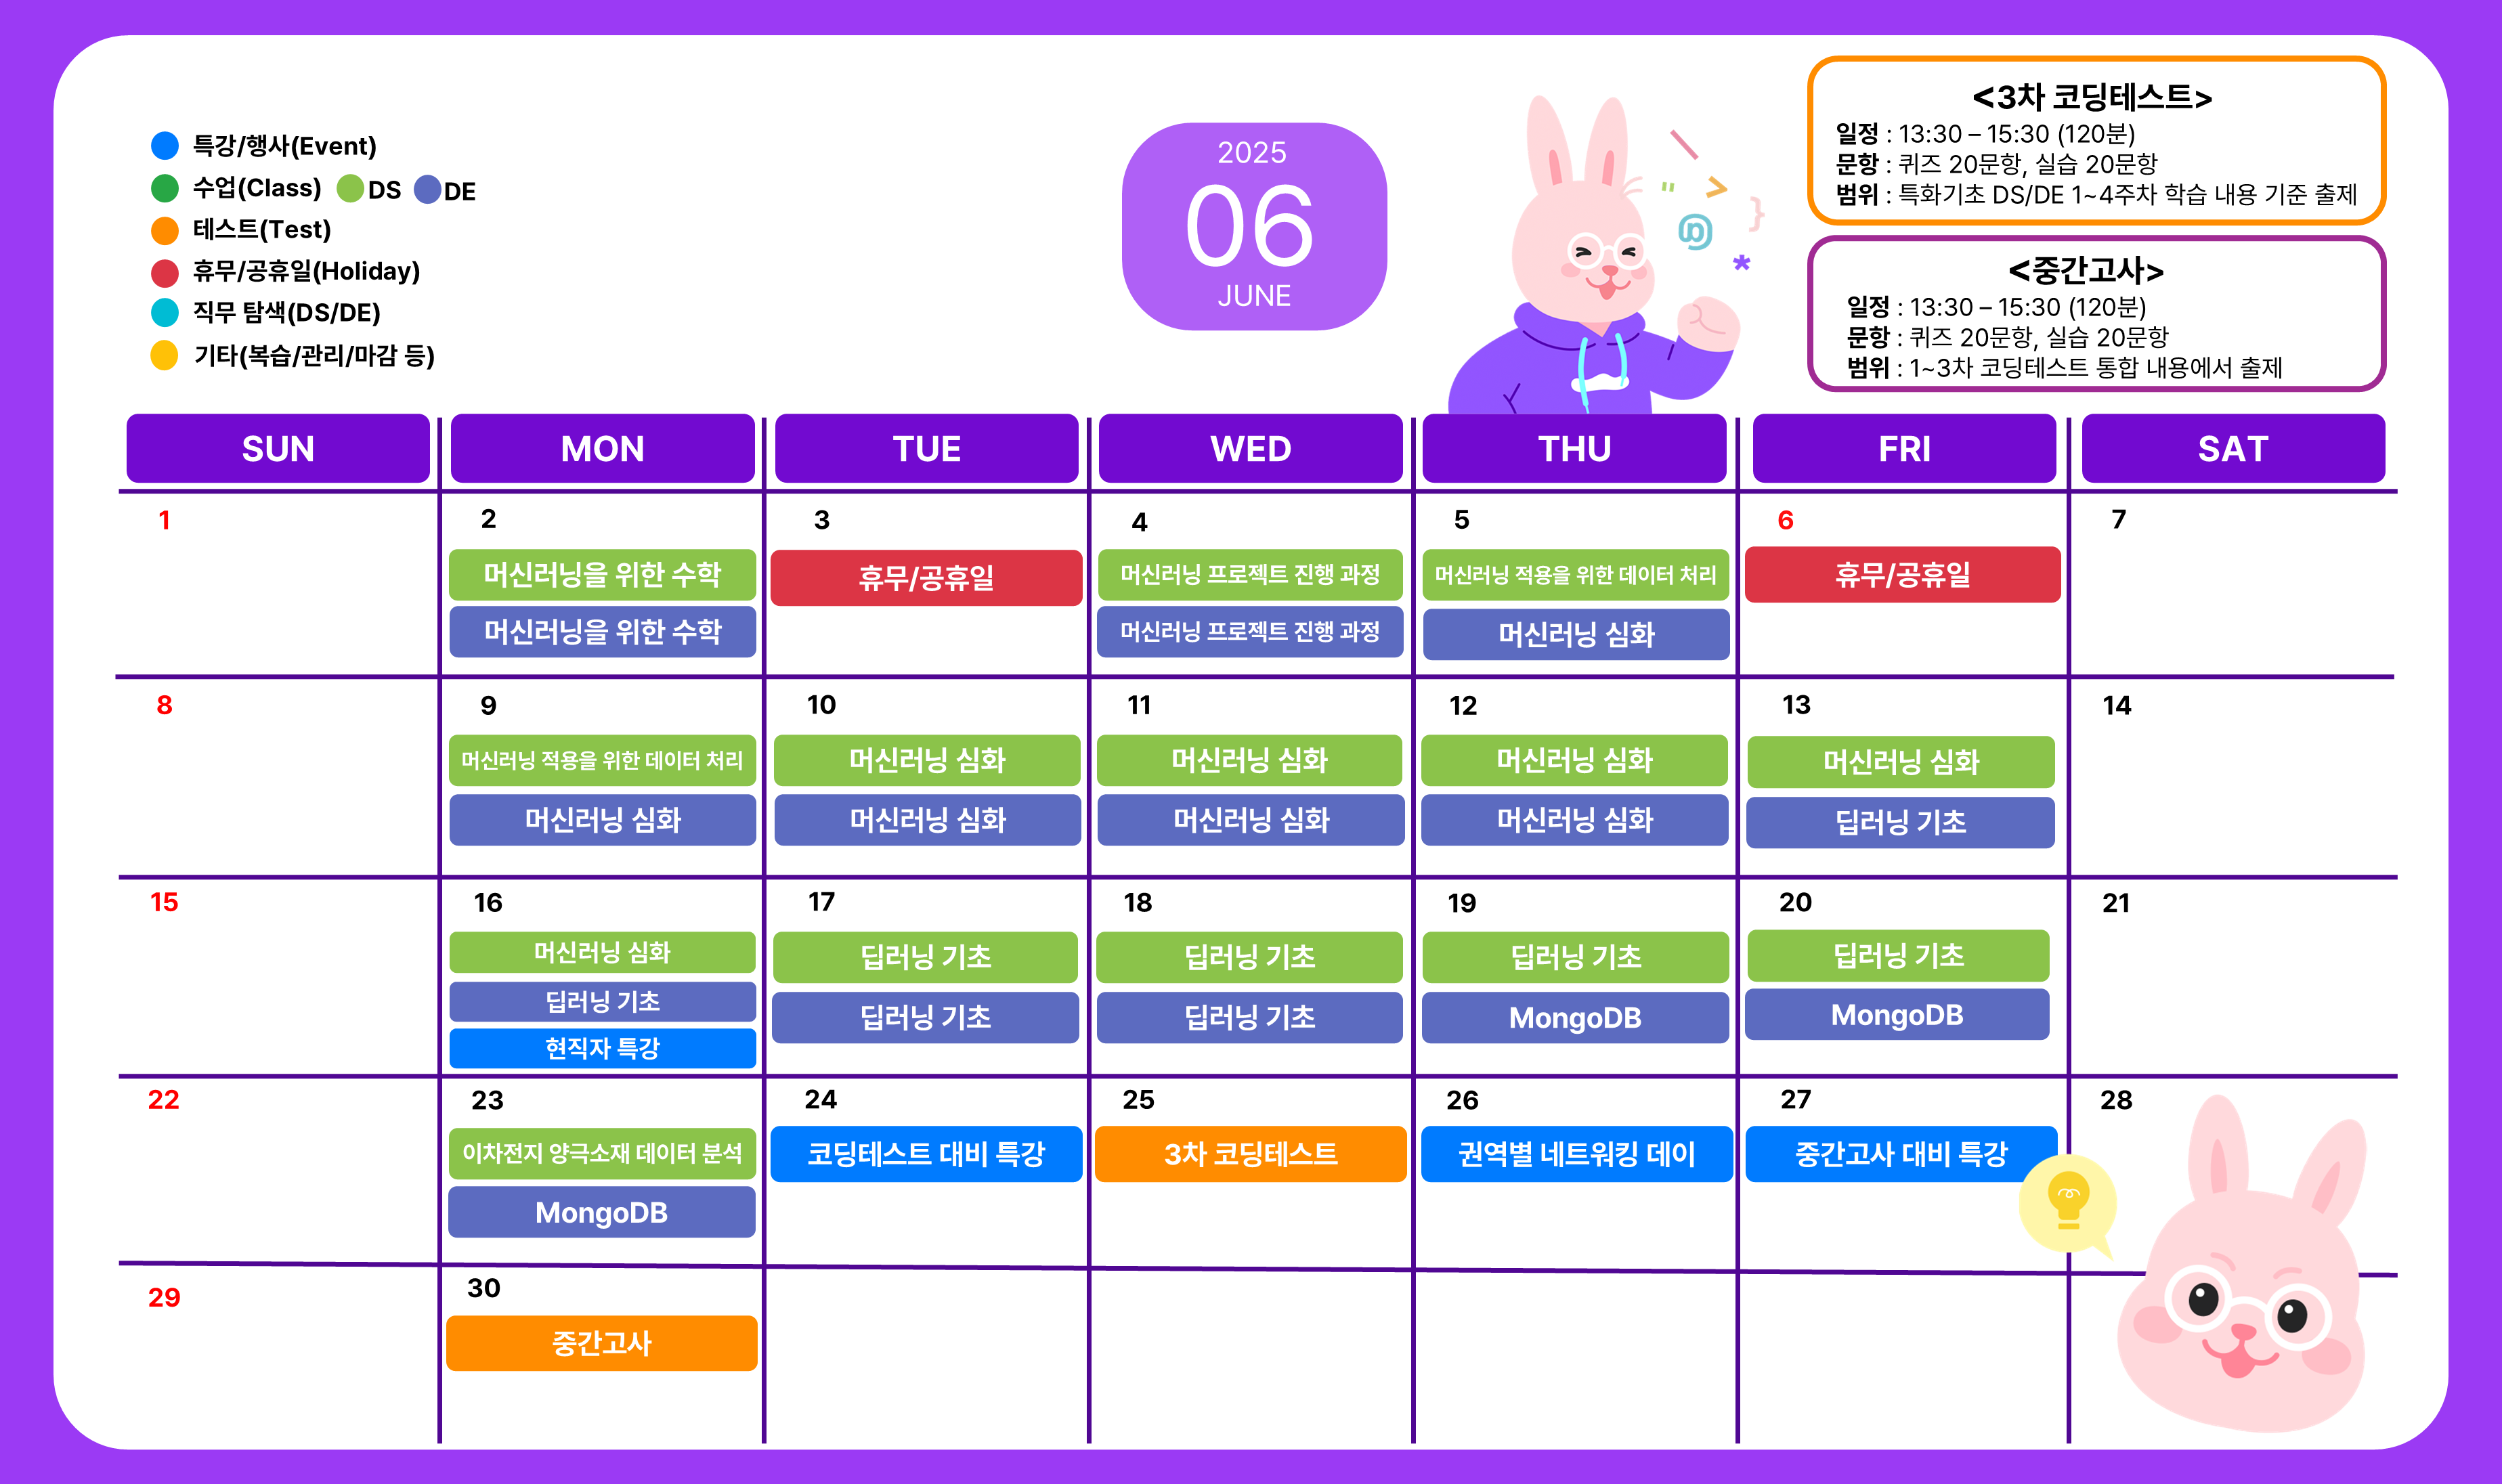 특강/행사(Event)
수업(Class) DS DE
테스트(Test)
휴무/공휴일(Holiday)
직무 탐색(DS/DE)
기타(복습/관리/마감 등)
2025
06
JUNE
" > } @ *
<3차 코딩테스트>
일정 : 13:30 – 15:30 (120분)
문항 : 퀴즈 20문항, 실습 20문항
범위 : 특화기초 DS/DE 1~4주차 학습 내용 기준 출제
<중간고사>
일정 : 13:30 – 15:30 (120분)
문항 : 퀴즈 20문항, 실습 20문항
범위 : 1~3차 코딩테스트 통합 내용에서 출제
SUN MON TUE WED THU FRI SAT
1 2 3 4 5 6 7
머신러닝을 위한 수학 휴무/공휴일 머신러닝 프로젝트 진행 과정 머신러닝 적용을 위한 데이터 처리 휴무/공휴일
머신러닝을 위한 수학 머신러닝 프로젝트 진행 과정 머신러닝 심화
8 9 10 11 12 13 14
머신러닝 적용을 위한 데이터 처리 머신러닝 심화 머신러닝 심화 머신러닝 심화 머신러닝 심화
머신러닝 심화 머신러닝 심화 머신러닝 심화 머신러닝 심화 딥러닝 기초
15 16 17 18 19 20 21
머신러닝 심화 딥러닝 기초 딥러닝 기초 딥러닝 기초 딥러닝 기초
딥러닝 기초 딥러닝 기초 딥러닝 기초 MongoDB MongoDB
현직자 특강
22 23 24 25 26 27 28
이차전지 양극소재 데이터 분석 코딩테스트 대비 특강 3차 코딩테스트 권역별 네트워킹 데이 중간고사 대비 특강
MongoDB
29 30
중간고사